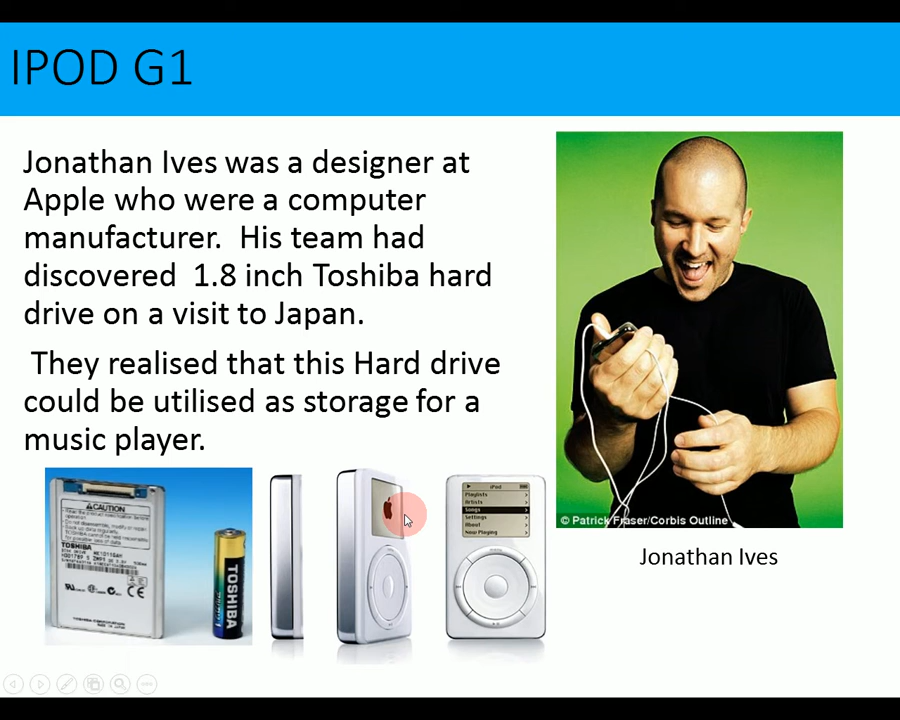 IPOD G1
Jonathan Ives was a designer at
Apple who were a computer
manufacturer.  His team had
discovered  1.8 inch Toshiba hard
drive on a visit to Japan.
They realised that this Hard drive
could be utilised as storage for a
music player.
© Patrick Fraser/Corbis Outline
Jonathan Ives
CAUTION
TOSHIBA
TOSHIBA
iPod
Playlists
Artists
Songs
Settings
About
Now Playing